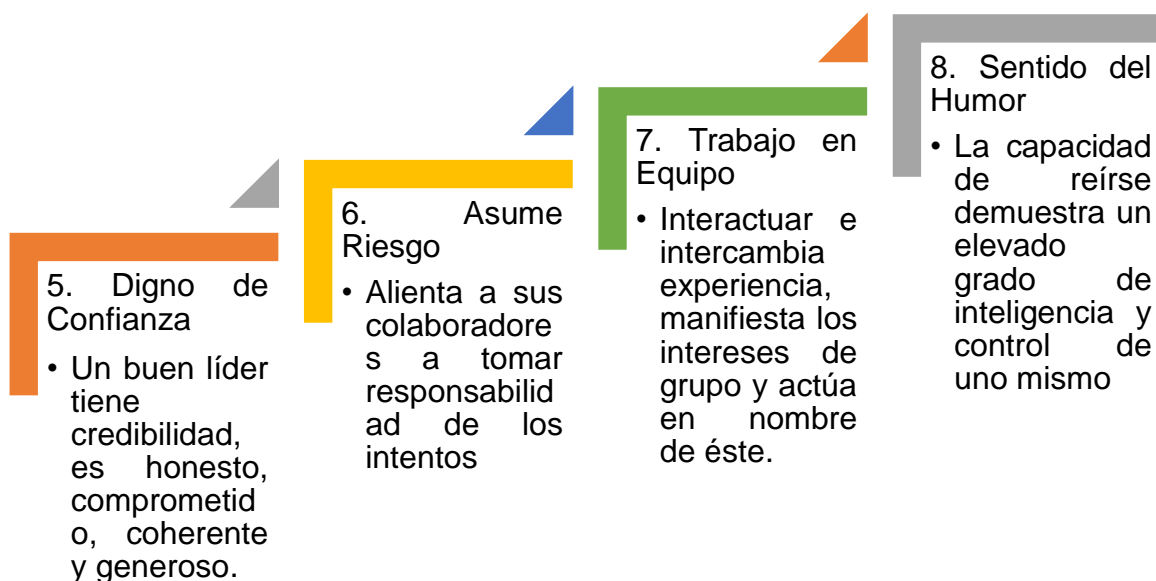 5. Digno de
Confianza
• Un buen líder
tiene
credibilidad,
es honesto,
comprometid
o, coherente
y generoso.
6. Asume
Riesgo
• Alienta a sus
colaboradore
s a tomar
responsabilid
ad de los
intentos
7. Trabajo en
Equipo
• Interactuar e
intercambia
experiencia,
manifiesta los
intereses de
grupo y actúa
en nombre
de éste.
8. Sentido del
Humor
• La capacidad
de reírse
demuestra un
elevado
grado de
inteligencia y
control de
uno mismo